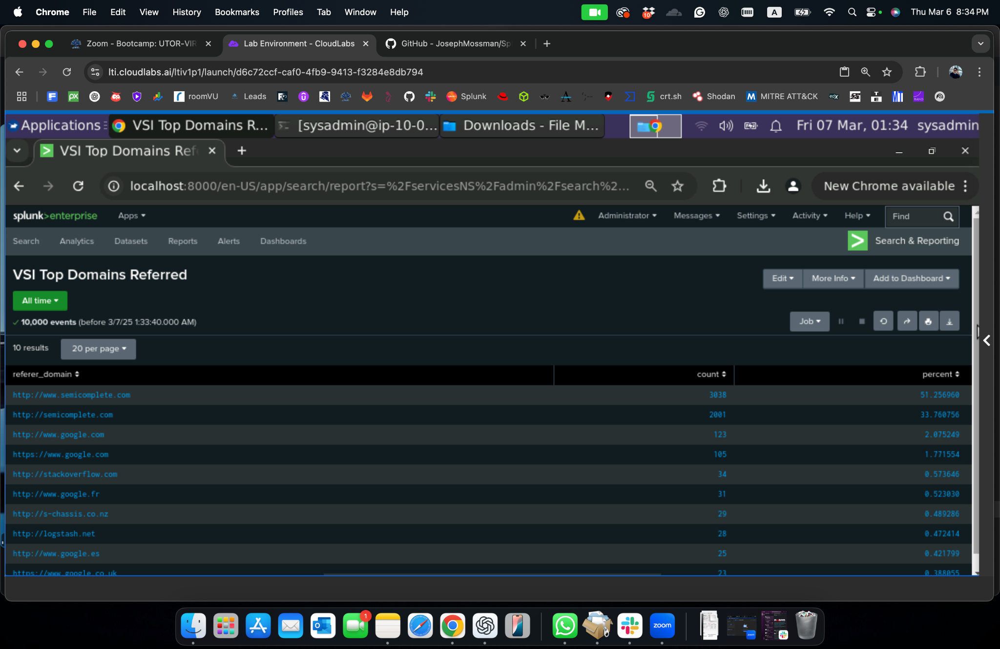 Chrome File Edit View History Bookmarks Profiles Tab Window Help 10 A Thu Mar 6 8:34 PM
Zoom - Bootcamp: UTOR-VIR Lab Environment - CloudLabs GitHub - JosephMossman/Sp
lti.cloudlabs.ai/ltiv1p1/launch/d6c72ccf-caf0-4fb9-9413-f3284e8db794
roomVU Leads Splunk crt.sh Shodan MITRE ATT&CK edX
Applications VSI Top Domains R... [sysadmin@ip-10-0... Downloads - File M... Fri 07 Mar, 01:34 sysadmin
VSI Top Domains Ref
localhost:8000/en-US/app/search/report?s=%2FservicesNS%2Fadmin%2Fsearch%2... New Chrome available
splunk>enterprise Apps Administrator Messages Settings Activity Help Find
Search Analytics Datasets Reports Alerts Dashboards Search & Reporting
VSI Top Domains Referred
Edit More Info Add to Dashboard
All time
10,000 events (before 3/7/25 1:33:40.000 AM)
Job
10 results 20 per page
referer_domain count percent
http://www.semicomplete.com 3038 51.256960
http://semicomplete.com 2001 33.760756
http://www.google.com 123 2.075249
https://www.google.com 105 1.771554
http://stackoverflow.com 34 0.573646
http://www.google.fr 31 0.523030
http://s-chassis.co.nz 29 0.489286
http://logstash.net 28 0.472414
http://www.google.es 25 0.421799
https://www.google.co.uk 23 0.388055
1
zoom